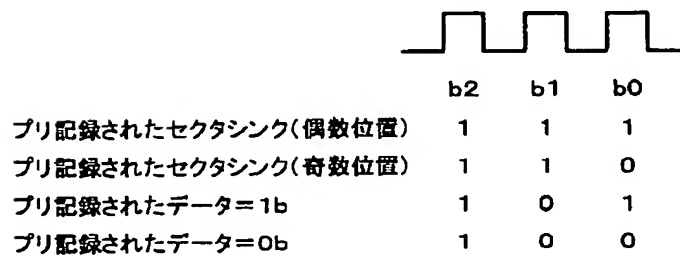 b2 b1 b0
プリ記録されたセクタシンク(偶数位置) 1 1 1
プリ記録されたセクタシンク(奇数位置) 1 1 0
プリ記録されたデータ=1b 1 0 1
プリ記録されたデータ=0b 1 0 0